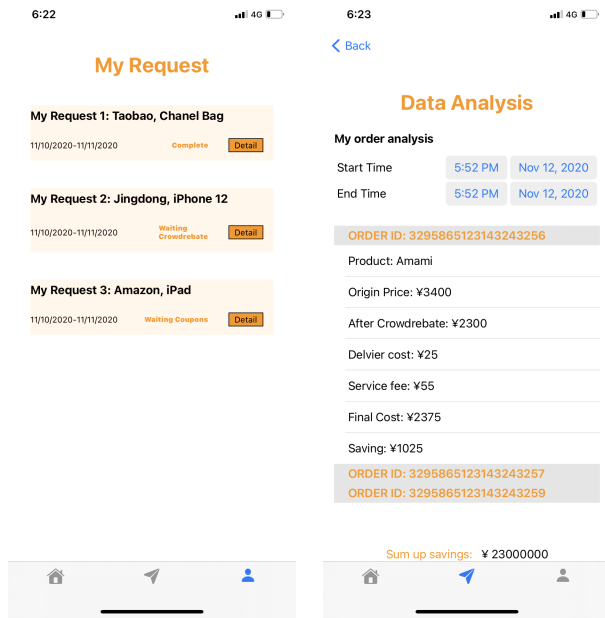 6:22
4G
My Request
My Request 1: Taobao, Chanel Bag
11/10/2020-11/11/2020 Complete Detail
My Request 2: Jingdong, iPhone 12
11/10/2020-11/11/2020 Waiting Crowdrebate Detail
My Request 3: Amazon, iPad
11/10/2020-11/11/2020 Waiting Coupons Detail
6:23
4G
Back
Data Analysis
My order analysis
Start Time 5:52 PM Nov 12, 2020
End Time 5:52 PM Nov 12, 2020
ORDER ID: 3295865123143243256
Product: Amami
Origin Price: ¥3400
After Crowdrebate: ¥2300
Delvier cost: ¥25
Service fee: ¥55
Final Cost: ¥2375
Saving: ¥1025
ORDER ID: 3295865123143243257
ORDER ID: 3295865123143243259
Sum up savings: ¥ 23000000